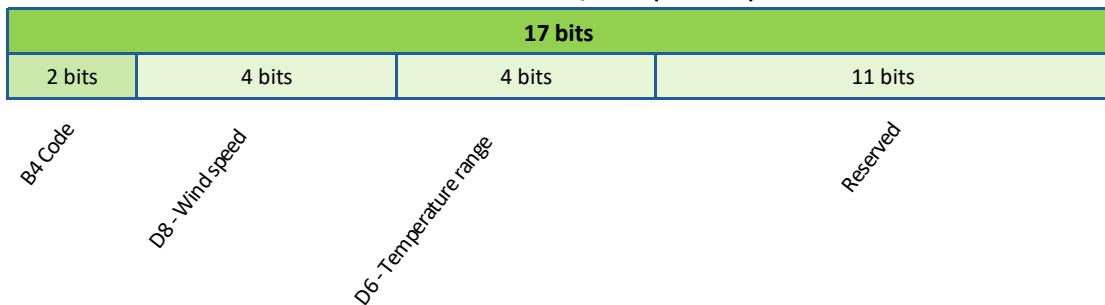 17 bits
2 bits 4 bits 4 bits 11 bits
B4 Code
D8 - Wind speed
D6 - Temperature range
Reserved